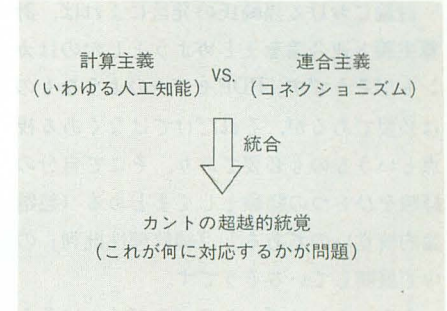 計算主義 VS. 連合主義
(いわゆる人工知能) (コネクショニズム)
統合
カントの超越的統覚
(これが何に対応するかが問題)